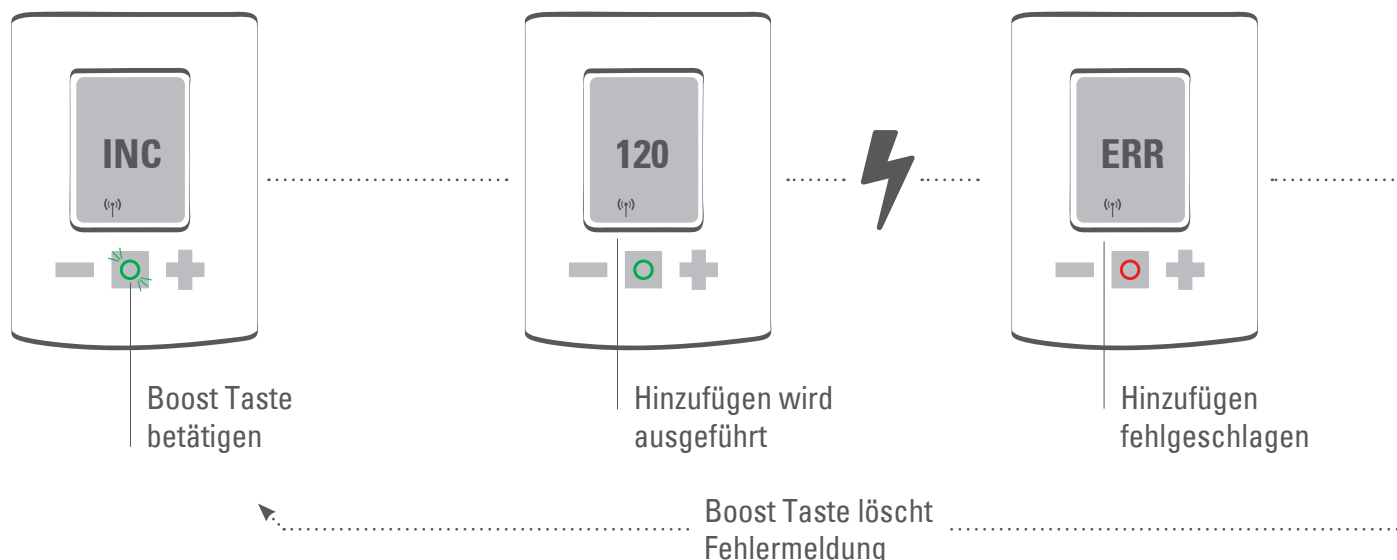 INC
120
ERR
Boost Taste
betätigen
Hinzufügen wird
ausgeführt
Hinzufügen
fehlgeschlagen
Boost Taste löscht
Fehlermeldung